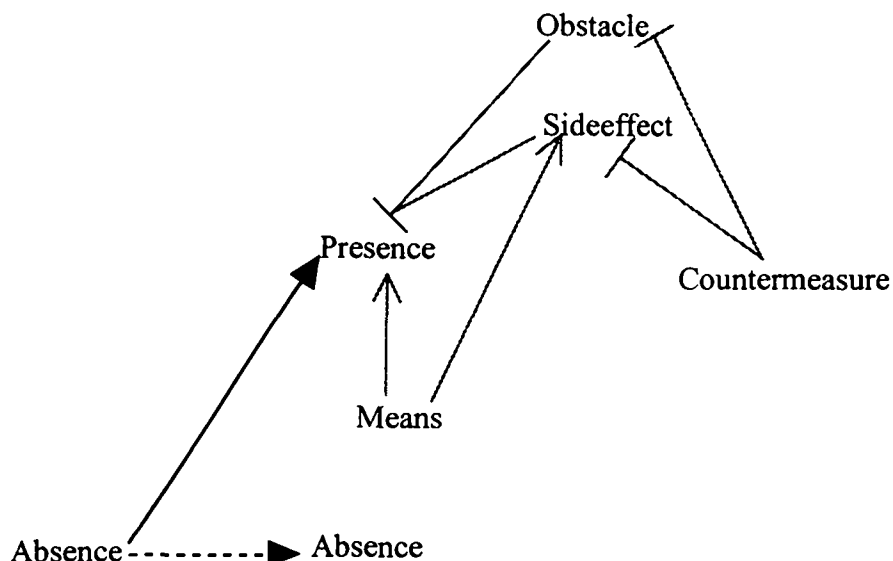 Obstacle
Sideeffect
Presence
Countermeasure
Means
Absence
Absence